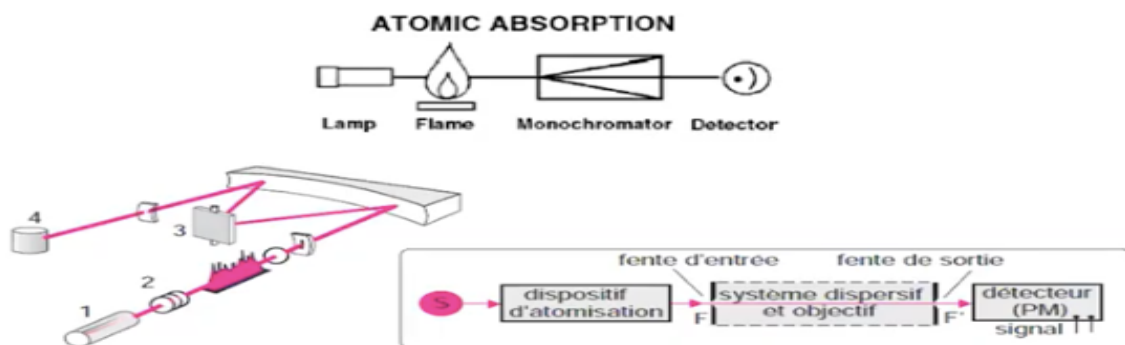 ATOMIC ABSORPTION
Lamp Flame Monochromator Detector
4
3
2
1
fente d'entrée fente de sortie
S dispositif d'atomisation F système dispersif et objectif F' détecteur (PM)
signal